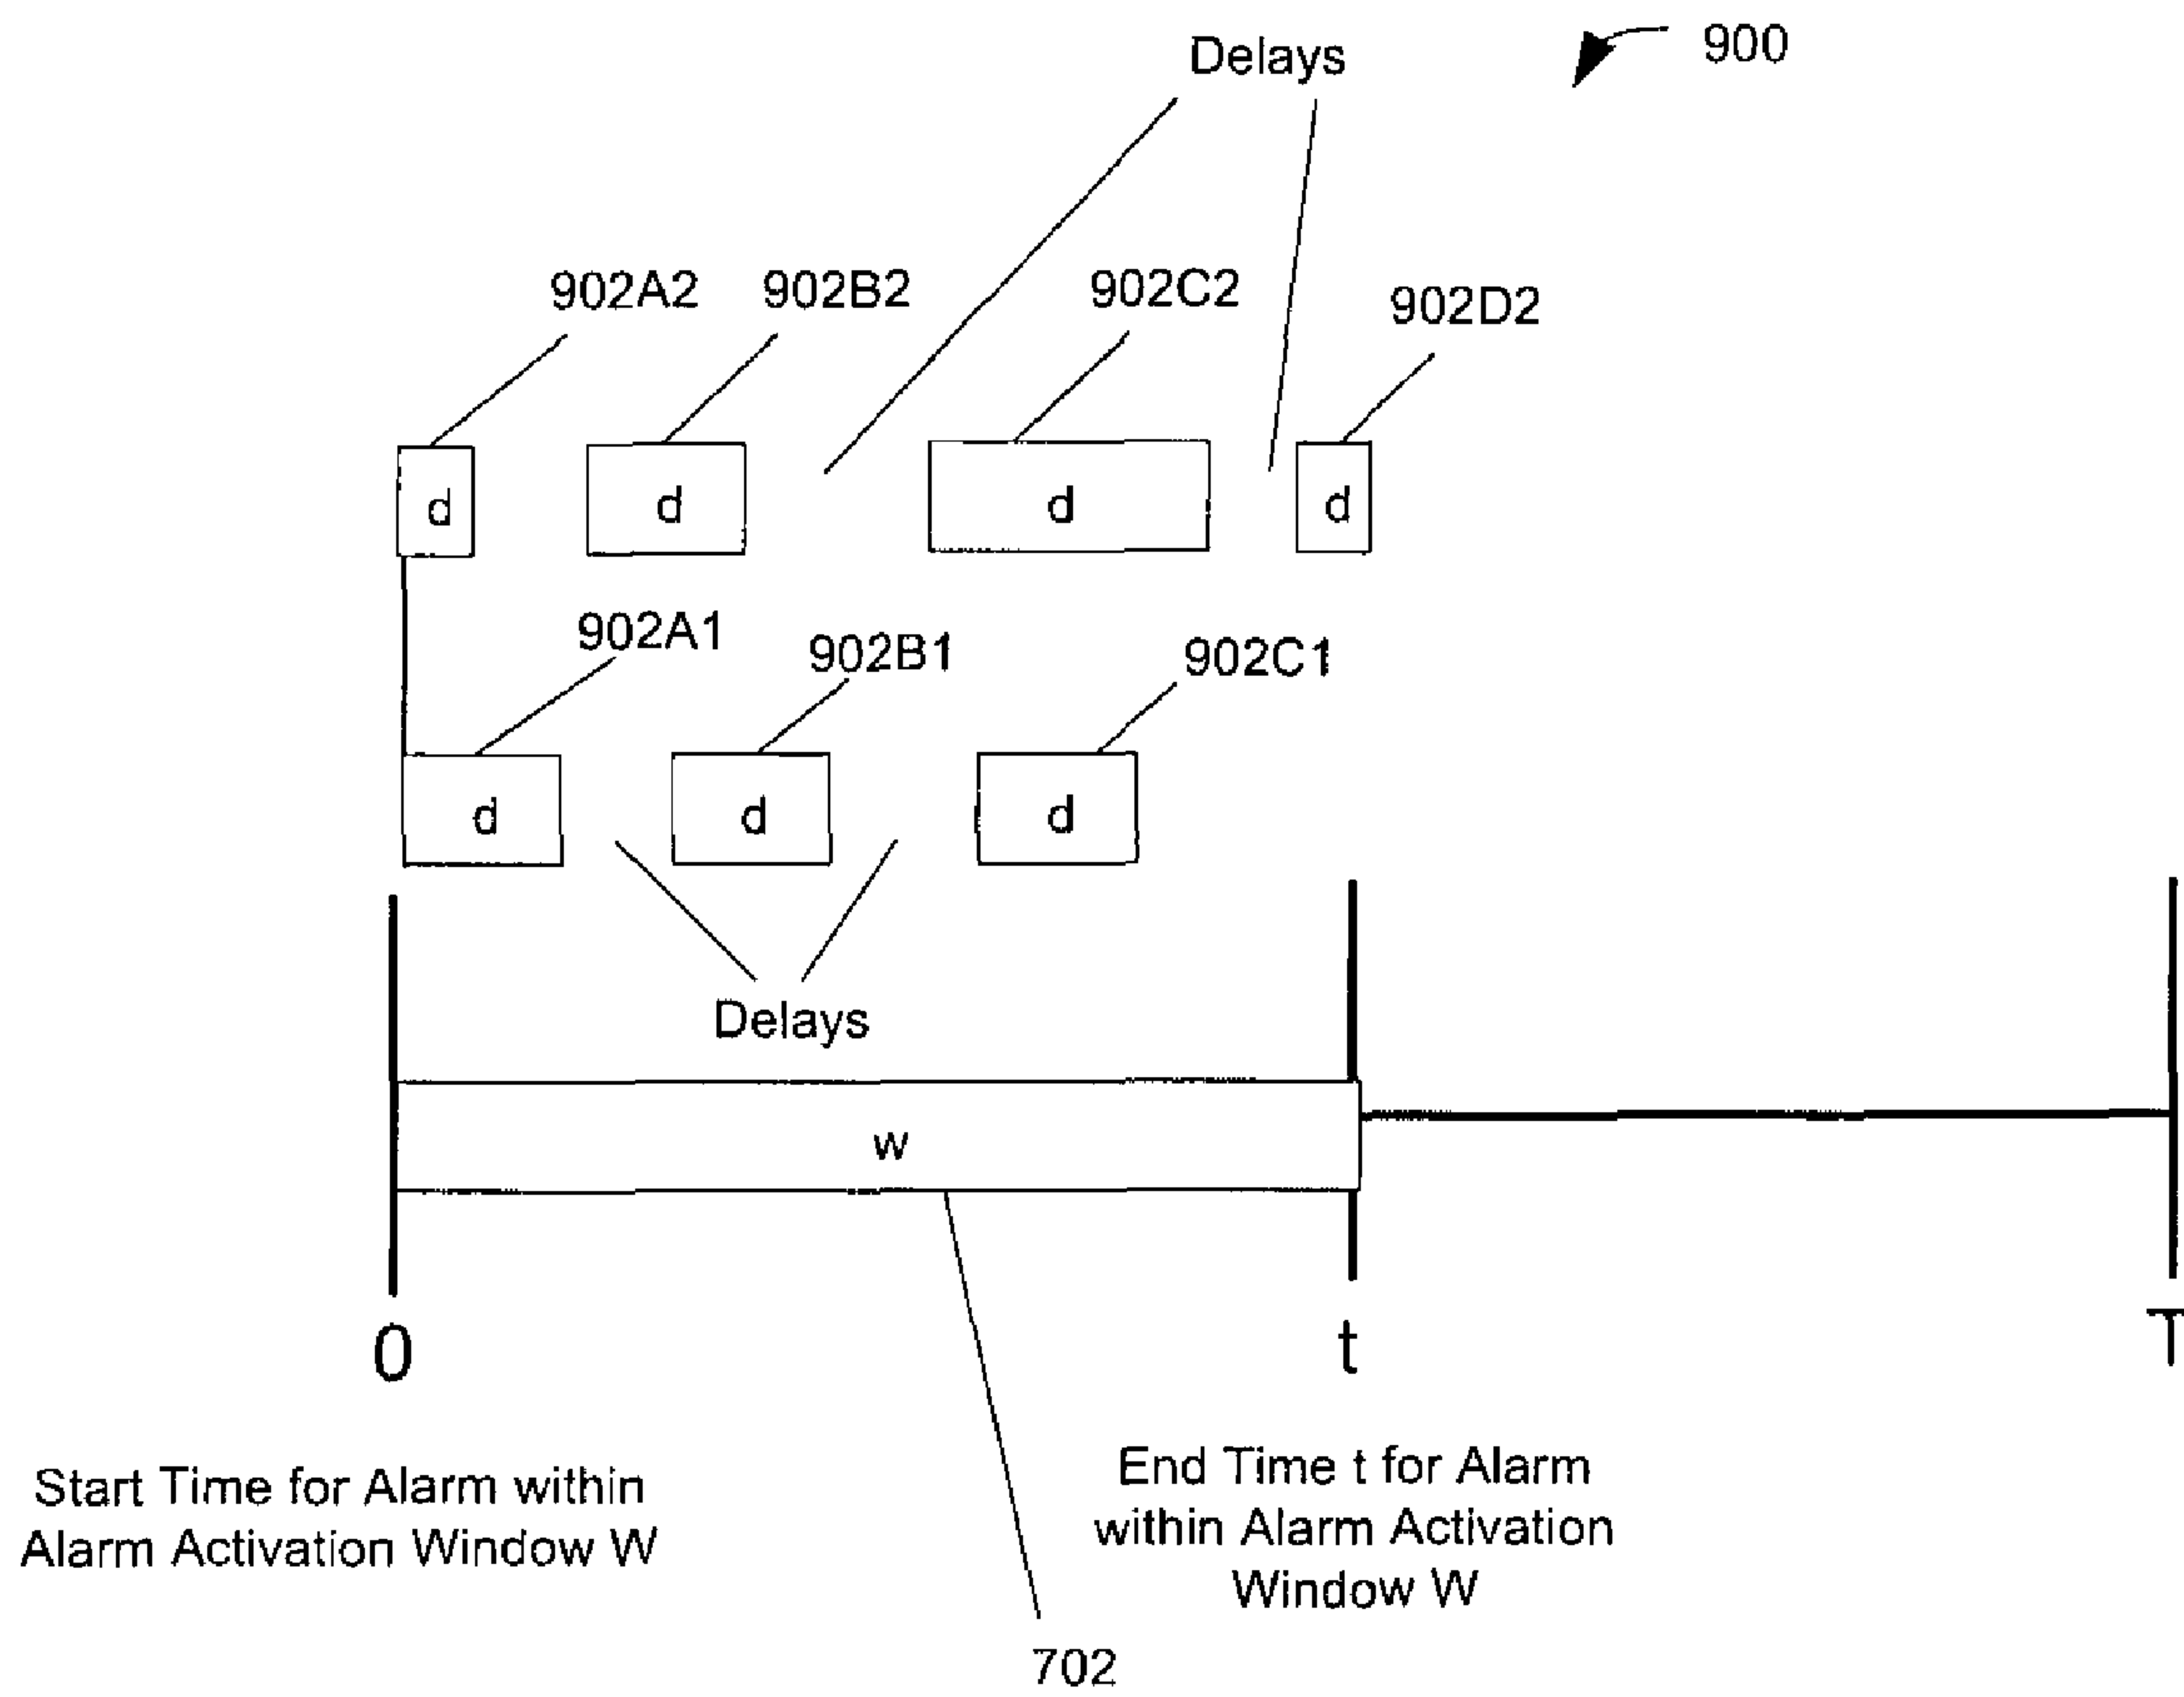 Delays
900
902A2
902B2
902C2
902D2
d
d
d
d
902A1
902B1
902C1
d
d
d
Delays
w
0
t
T
Start Time for Alarm within
Alarm Activation Window W
End Time t for Alarm
within Alarm Activation
Window W
702